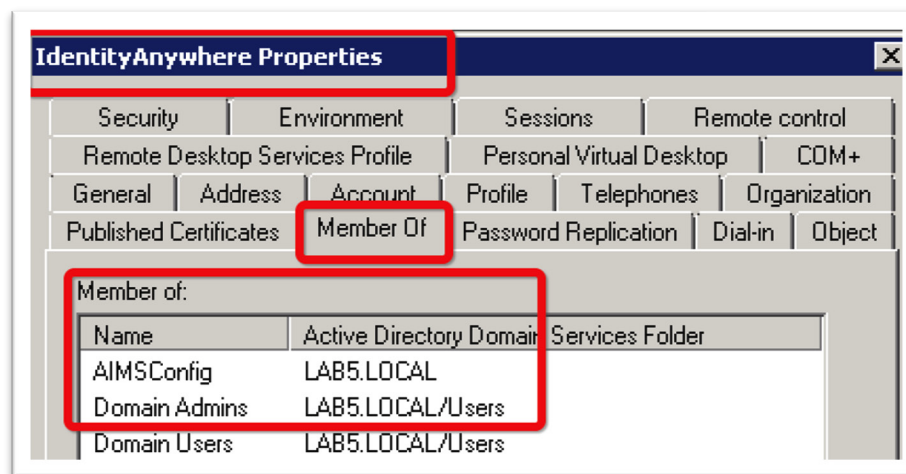 IdentityAnywhere Properties
Security Environment Sessions Remote control
Remote Desktop Services Profile Personal Virtual Desktop COM+
General Address Account Profile Telephones Organization
Published Certificates Member Of Password Replication Dial-in Object
Member of:
Name Active Directory Domain Services Folder
AIMSConfig LAB5.LOCAL
Domain Admins LAB5.LOCAL/Users
Domain Users LAB5.LOCAL/Users